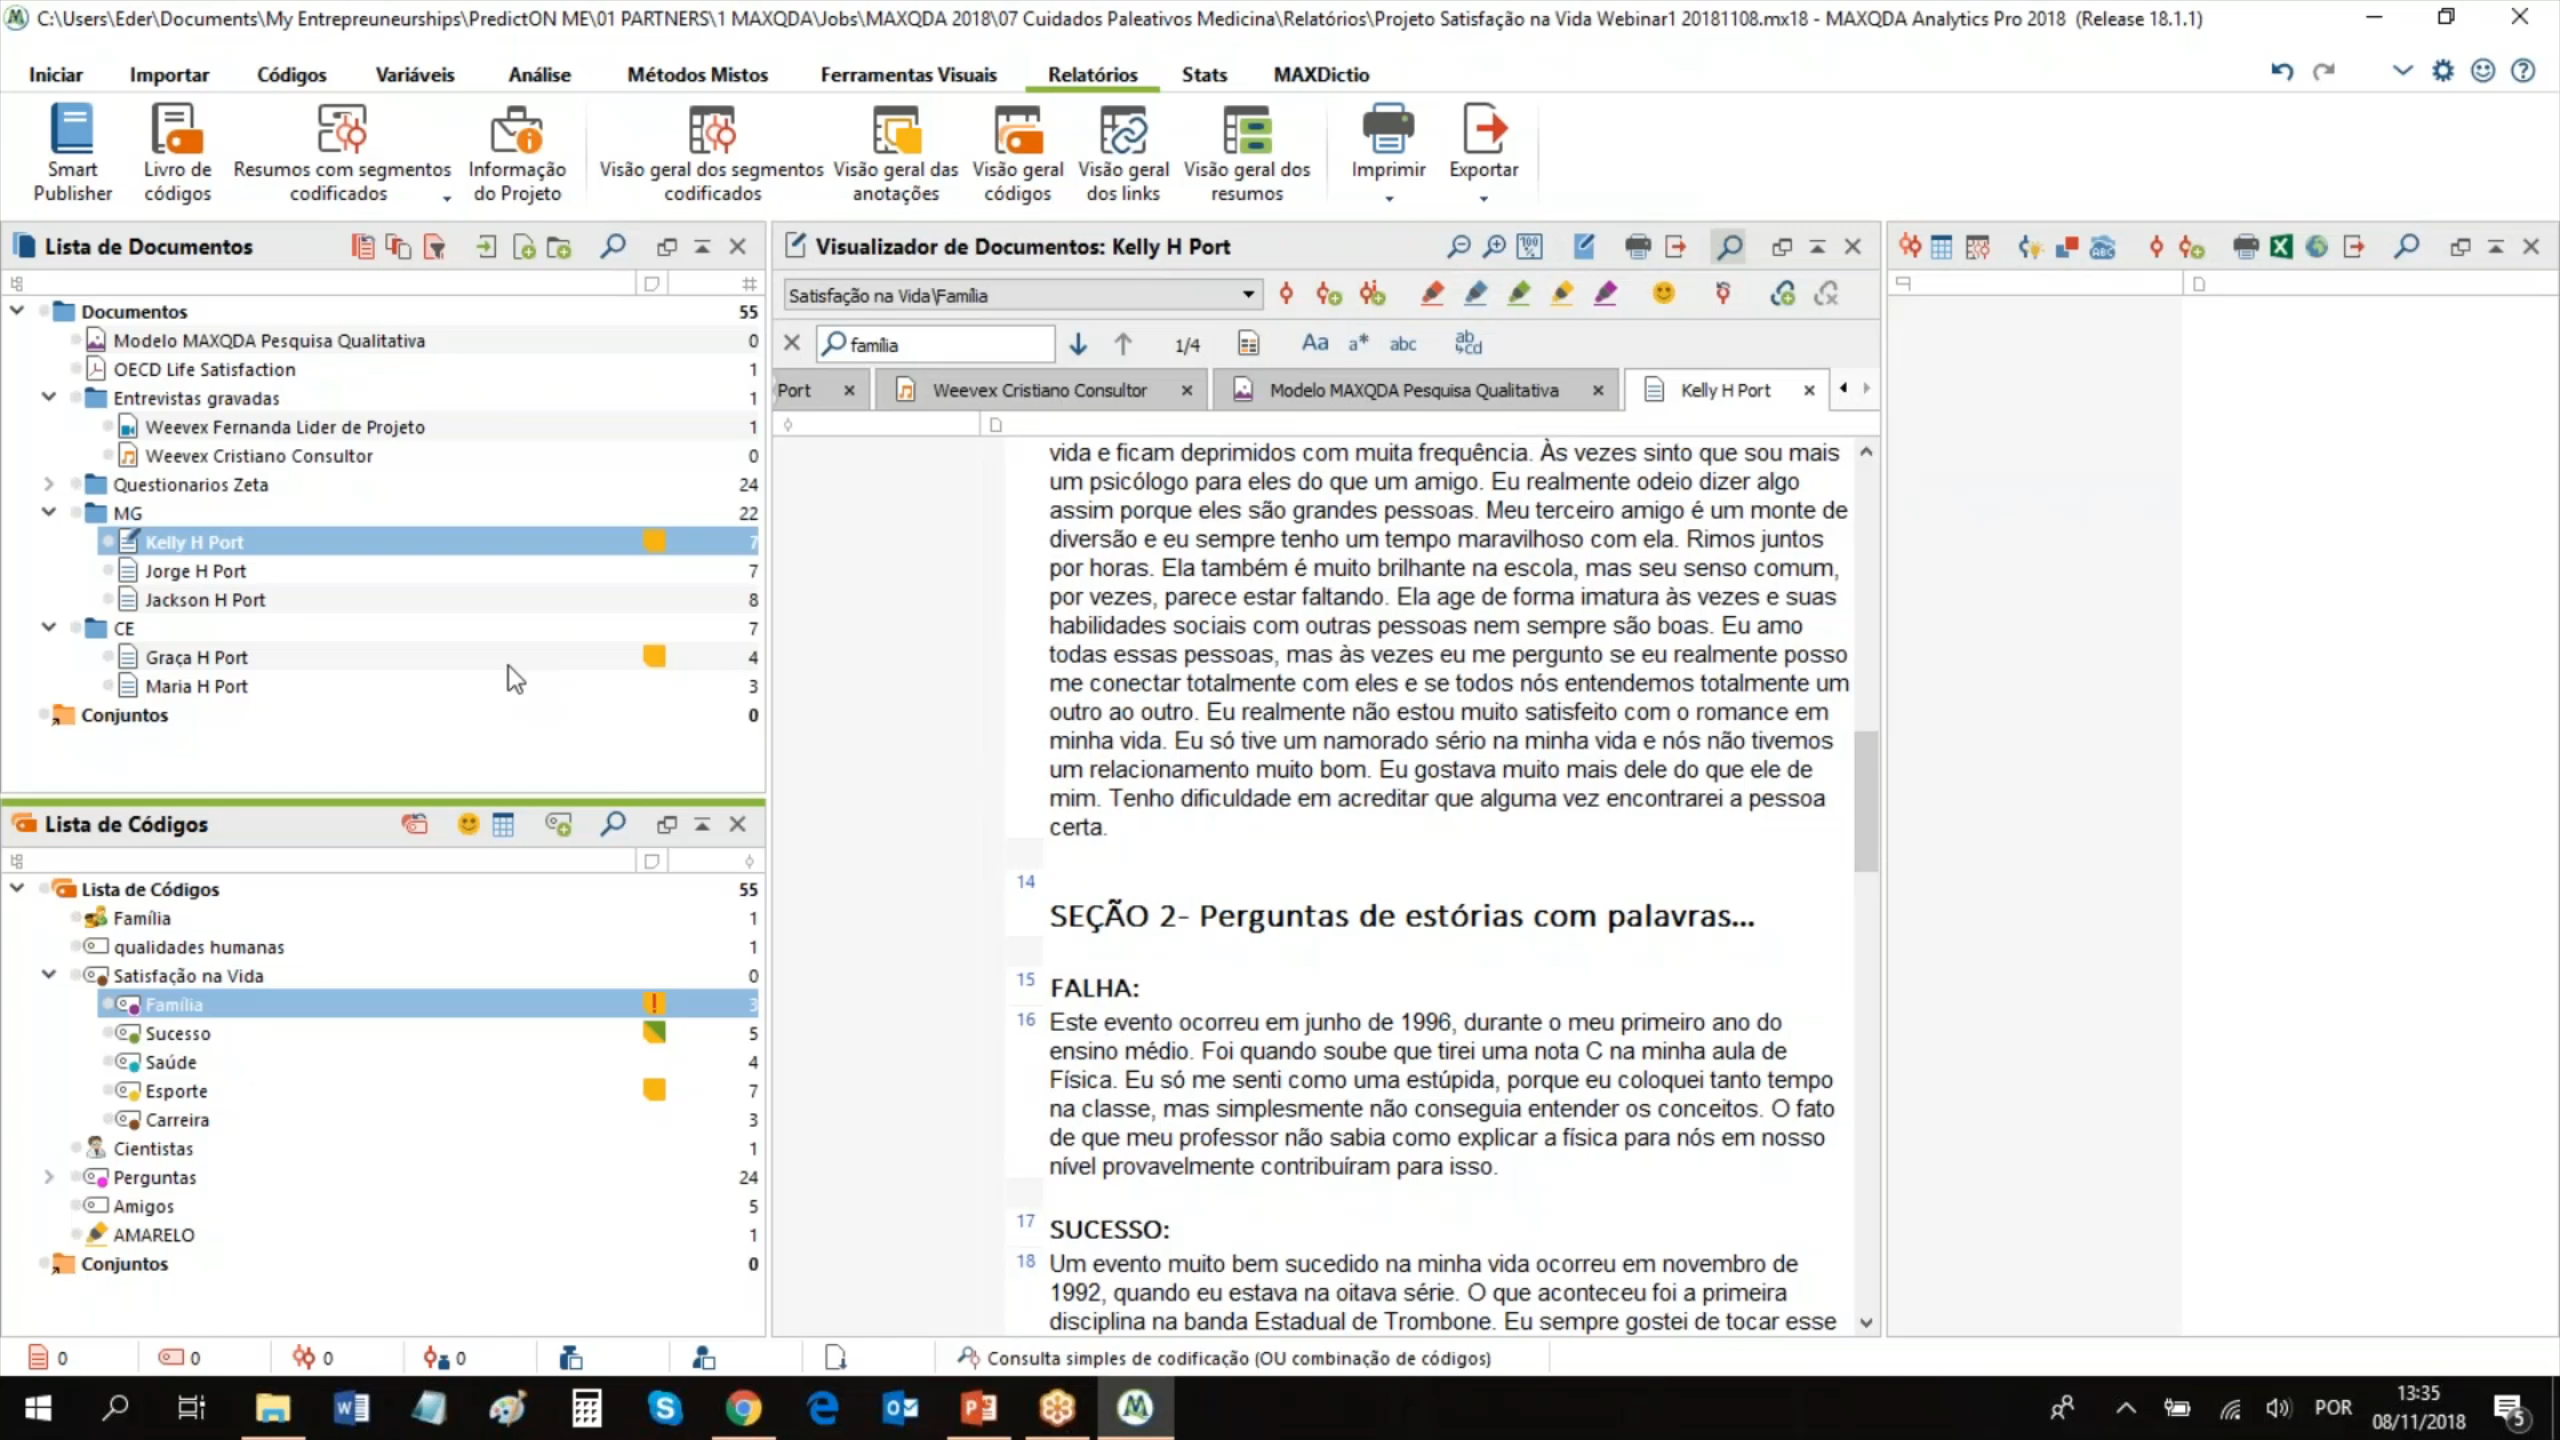 C:\Users\Eder\Documents\My Entrepreuneurships\PredictON ME\01 PARTNERS\1 MAXQDA\Jobs\MAXQDA 2018\07 Cuidados Paleativos Medicina\Relatórios\Projeto Satisfação na Vida Webinar1 20181108.mx18 - MAXQDA Analytics Pro 2018 (Release 18.1.1)
Iniciar Importar Códigos Variáveis Análise Métodos Mistos Ferramentas Visuais Relatórios Stats MAXDictio
Smart Publisher
Livro de códigos
Resumos com segmentos codificados
Informação do Projeto
Visão geral dos segmentos codificados
Visão geral das anotações
Visão geral códigos
Visão geral dos links
Visão geral dos resumos
Imprimir
Exportar
Lista de Documentos
#
Documentos 55
Modelo MAXQDA Pesquisa Qualitativa 0
OECD Life Satisfaction 1
Entrevistas gravadas 1
Weevex Fernanda Lider de Projeto 1
Weevex Cristiano Consultor 0
Questionarios Zeta 24
MG 22
Kelly H Port 7
Jorge H Port 7
Jackson H Port 8
CE 7
Graça H Port 4
Maria H Port 3
Conjuntos 0
Lista de Códigos
Lista de Códigos 55
Família 1
qualidades humanas 1
Satisfação na Vida 0
Família 3
Sucesso 5
Saúde 4
Esporte 7
Carreira 3
Cientistas 1
Perguntas 24
Amigos 5
AMARELO 1
Conjuntos 0
Visualizador de Documentos: Kelly H Port
100%
Satisfação na Vida\Família
família 1/4 Aa a* abc ab cd
Port Weevex Cristiano Consultor Modelo MAXQDA Pesquisa Qualitativa Kelly H Port
vida e ficam deprimidos com muita frequência. Às vezes sinto que sou mais
um psicólogo para eles do que um amigo. Eu realmente odeio dizer algo
assim porque eles são grandes pessoas. Meu terceiro amigo é um monte de
diversão e eu sempre tenho um tempo maravilhoso com ela. Rimos juntos
por horas. Ela também é muito brilhante na escola, mas seu senso comum,
por vezes, parece estar faltando. Ela age de forma imatura às vezes e suas
habilidades sociais com outras pessoas nem sempre são boas. Eu amo
todas essas pessoas, mas às vezes eu me pergunto se eu realmente posso
me conectar totalmente com eles e se todos nós entendemos totalmente um
outro ao outro. Eu realmente não estou muito satisfeito com o romance em
minha vida. Eu só tive um namorado sério na minha vida e nós não tivemos
um relacionamento muito bom. Eu gostava muito mais dele do que ele de
mim. Tenho dificuldade em acreditar que alguma vez encontrarei a pessoa
certa.
14
SEÇÃO 2- Perguntas de estórias com palavras...
15 FALHA:
16 Este evento ocorreu em junho de 1996, durante o meu primeiro ano do
ensino médio. Foi quando soube que tirei uma nota C na minha aula de
Física. Eu só me senti como uma estúpida, porque eu coloquei tanto tempo
na classe, mas simplesmente não conseguia entender os conceitos. O fato
de que meu professor não sabia como explicar a física para nós em nosso
nível provavelmente contribuíram para isso.
17 SUCESSO:
18 Um evento muito bem sucedido na minha vida ocorreu em novembro de
1992, quando eu estava na oitava série. O que aconteceu foi a primeira
disciplina na banda Estadual de Trombone. Eu sempre gostei de tocar esse
0 0 0 0 Consulta simples de codificação (OU combinação de códigos)
POR
13:35
08/11/2018
5